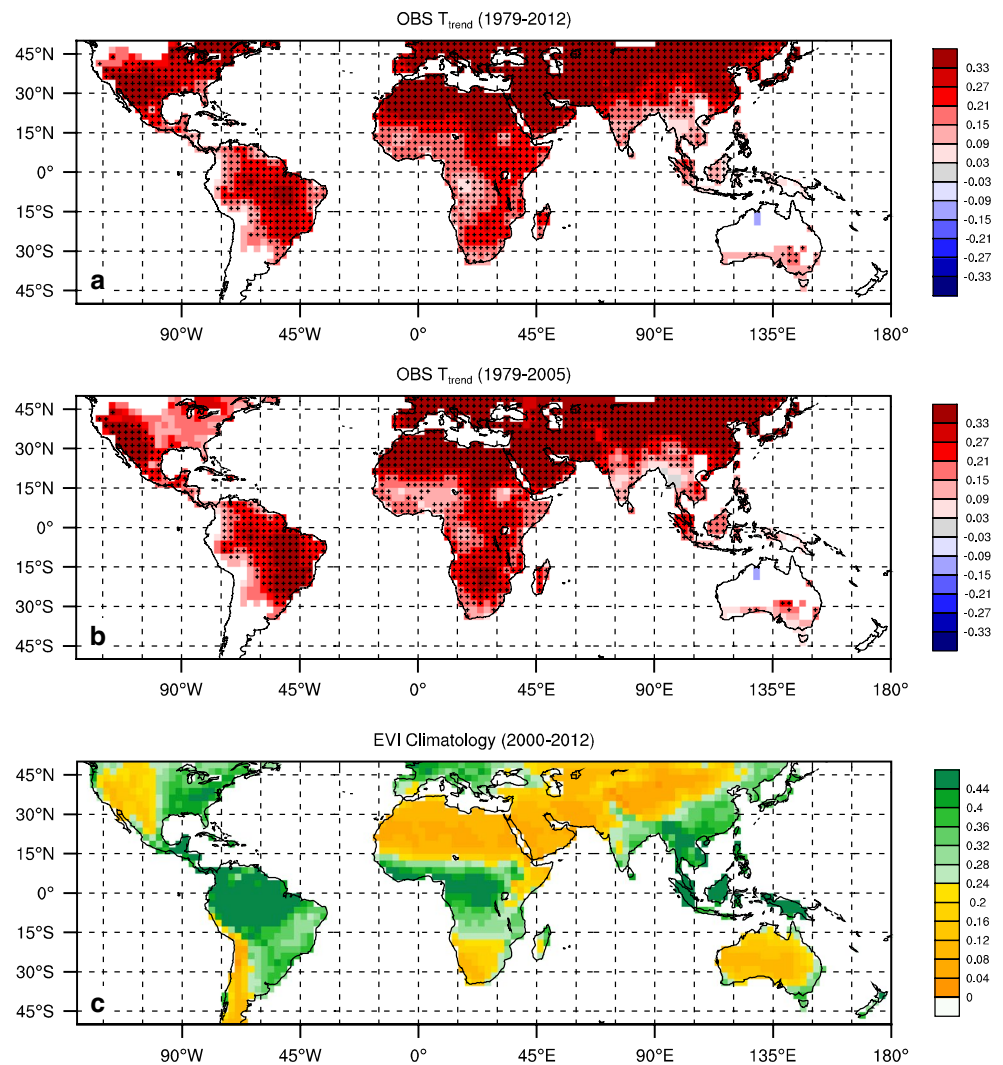 OBS T_trend (1979-2012)
45°N
30°N
15°N
0°
15°S
30°S
45°S
a
90°W 45°W 0° 45°E 90°E 135°E 180°
0.33
0.27
0.21
0.15
0.09
0.03
-0.03
-0.09
-0.15
-0.21
-0.27
-0.33
OBS T_trend (1979-2005)
45°N
30°N
15°N
0°
15°S
30°S
45°S
b
90°W 45°W 0° 45°E 90°E 135°E 180°
0.33
0.27
0.21
0.15
0.09
0.03
-0.03
-0.09
-0.15
-0.21
-0.27
-0.33
EVI Climatology (2000-2012)
45°N
30°N
15°N
0°
15°S
30°S
45°S
c
90°W 45°W 0° 45°E 90°E 135°E 180°
0.44
0.4
0.36
0.32
0.28
0.24
0.2
0.16
0.12
0.08
0.04
0